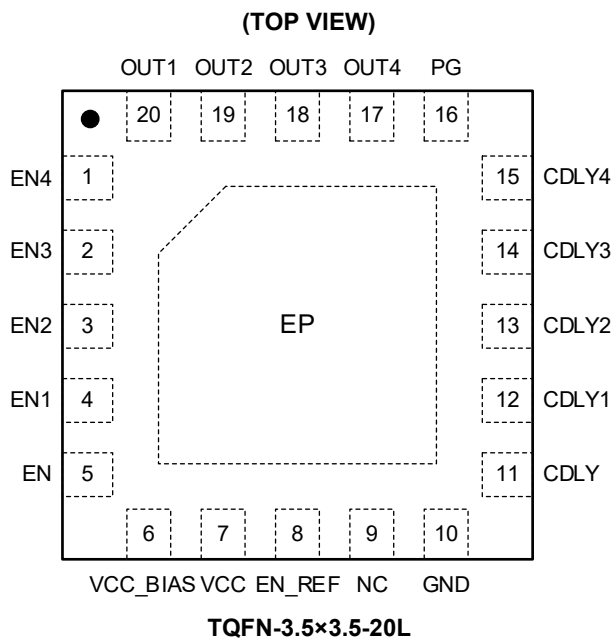 (TOP VIEW)
OUT1 OUT2 OUT3 OUT4 PG
20 19 18 17 16
EN4 1 15 CDLY4
EN3 2 14 CDLY3
EN2 3 EP 13 CDLY2
EN1 4 12 CDLY1
EN 5 11 CDLY
6 7 8 9 10
VCC_BIAS VCC EN_REF NC GND
TQFN-3.5×3.5-20L